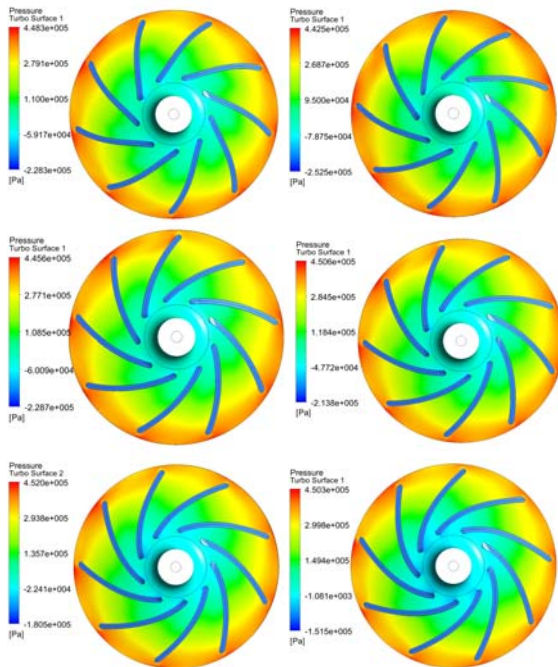 Pressure
Turbo Surface 1
4.483e+005
2.791e+005
1.100e+005
-5.917e+004
-2.283e+005
[Pa]
Pressure
Turbo Surface 1
4.425e+005
2.687e+005
9.500e+004
-7.875e+004
-2.525e+005
[Pa]
Pressure
Turbo Surface 1
4.456e+005
2.771e+005
1.085e+005
-6.009e+004
-2.287e+005
[Pa]
Pressure
Turbo Surface 1
4.506e+005
2.845e+005
1.184e+005
-4.772e+004
-2.138e+005
[Pa]
Pressure
Turbo Surface 2
4.520e+005
2.938e+005
1.357e+005
-2.241e+004
-1.805e+005
[Pa]
Pressure
Turbo Surface 1
4.503e+005
2.998e+005
1.494e+005
-1.081e+003
-1.515e+005
[Pa]